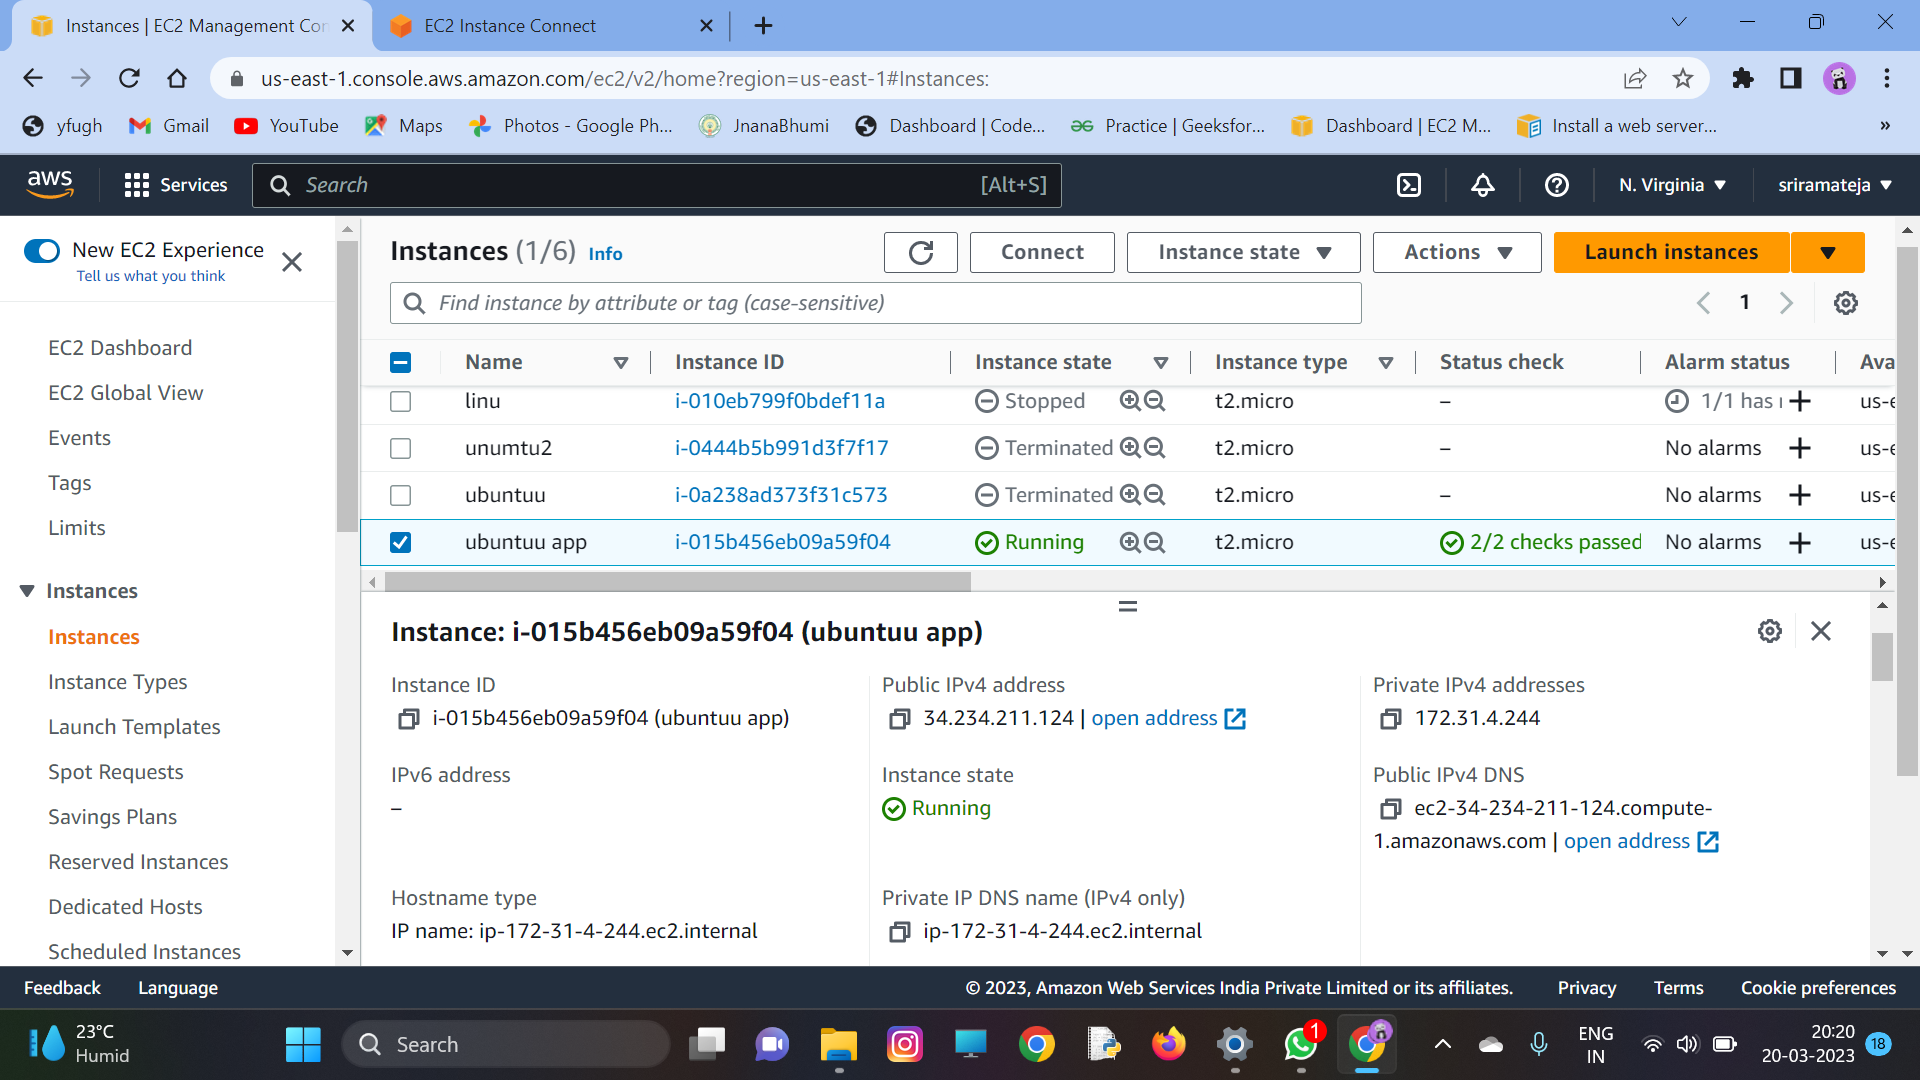 Instances | EC2 Management Con
EC2 Instance Connect
us-east-1.console.aws.amazon.com/ec2/v2/home?region=us-east-1#Instances:
yfugh
Gmail
YouTube
Maps
Photos - Google Ph...
JnanaBhumi
Dashboard | Code...
Practice | Geeksfor...
Dashboard | EC2 M...
Install a web server...
»
aws
Services
Search
[Alt+S]
N. Virginia
sriramateja
New EC2 Experience
Tell us what you think
EC2 Dashboard
EC2 Global View
Events
Tags
Limits
Instances
Instances
Instance Types
Launch Templates
Spot Requests
Savings Plans
Reserved Instances
Dedicated Hosts
Scheduled Instances
Instances (1/6) Info
Connect
Instance state
Actions
Launch instances
Find instance by attribute or tag (case-sensitive)
1
Name Instance ID Instance state Instance type Status check Alarm status Ava
linu i-010eb799f0bdef11a Stopped t2.micro – 1/1 has us-e
unumtu2 i-0444b5b991d3f7f17 Terminated t2.micro – No alarms us-e
ubuntuu i-0a238ad373f31c573 Terminated t2.micro – No alarms us-e
ubuntuu app i-015b456eb09a59f04 Running t2.micro 2/2 checks passed No alarms us-e
Instance: i-015b456eb09a59f04 (ubuntuu app)
Instance ID
i-015b456eb09a59f04 (ubuntuu app)
Public IPv4 address
34.234.211.124 | open address
Private IPv4 addresses
172.31.4.244
IPv6 address
–
Instance state
Running
Public IPv4 DNS
ec2-34-234-211-124.compute-
1.amazonaws.com | open address
Hostname type
IP name: ip-172-31-4-244.ec2.internal
Private IP DNS name (IPv4 only)
ip-172-31-4-244.ec2.internal
Feedback
Language
© 2023, Amazon Web Services India Private Limited or its affiliates.
Privacy
Terms
Cookie preferences
23°C
Humid
Search
1
ENG
IN
20:20
20-03-2023
18